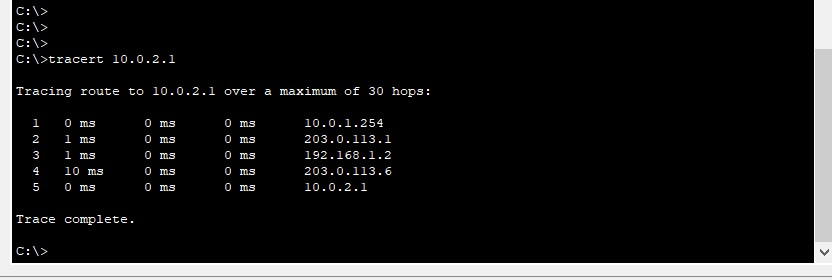 C:\>
C:\>
C:\>
C:\>tracert 10.0.2.1
Tracing route to 10.0.2.1 over a maximum of 30 hops:
1 0 ms 0 ms 0 ms 10.0.1.254
2 1 ms 0 ms 0 ms 203.0.113.1
3 1 ms 0 ms 0 ms 192.168.1.2
4 10 ms 0 ms 0 ms 203.0.113.6
5 0 ms 0 ms 0 ms 10.0.2.1
Trace complete.
C:\>